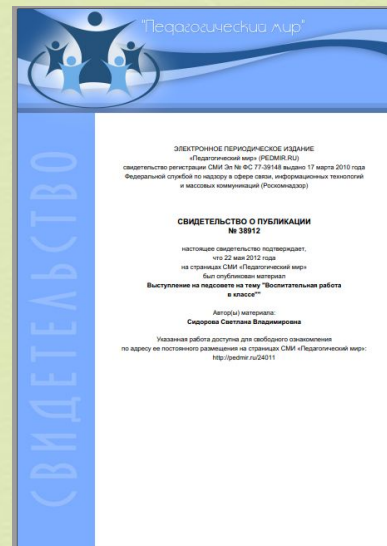 "Педагогический мир"
СВИДЕТЕЛЬСТВО
ЭЛЕКТРОННОЕ ПЕРИОДИЧЕСКОЕ ИЗДАНИЕ
«Педагогический мир» (PEDMIR.RU)
свидетельство регистрации СМИ Эл № ФС 77-39148 выдано 17 марта 2010 года
Федеральной службой по надзору в сфере связи, информационных технологий
и массовых коммуникаций (Роскомнадзор)
СВИДЕТЕЛЬСТВО О ПУБЛИКАЦИИ
№ 38912
настоящее свидетельство подтверждает,
что 22 мая 2012 года
на страницах СМИ «Педагогический мир»
был опубликован материал
Выступление на педсовете на тему "Воспитательная работа
в классе""
Автор(ы) материала:
Сидорова Светлана Владимировна
Указанная работа доступна для свободного ознакомления
по адресу ее постоянного размещения на страницах СМИ «Педагогический мир»:
http://pedmir.ru/24011